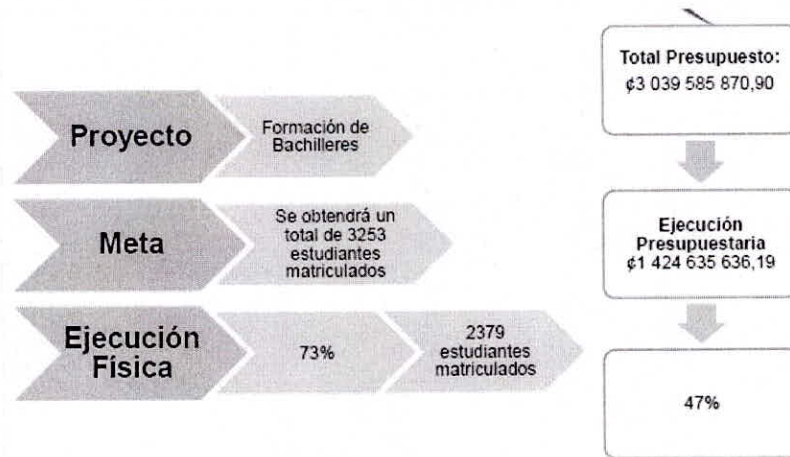 Proyecto
Formación de
Bachilleres
Meta
Se obtendrá un
total de 3253
estudiantes
matriculados
Ejecución
Física
73%
2379
estudiantes
matriculados
Total Presupuesto:
¢3 039 585 870,90
Ejecución
Presupuestaria
¢1 424 635 636,19
47%